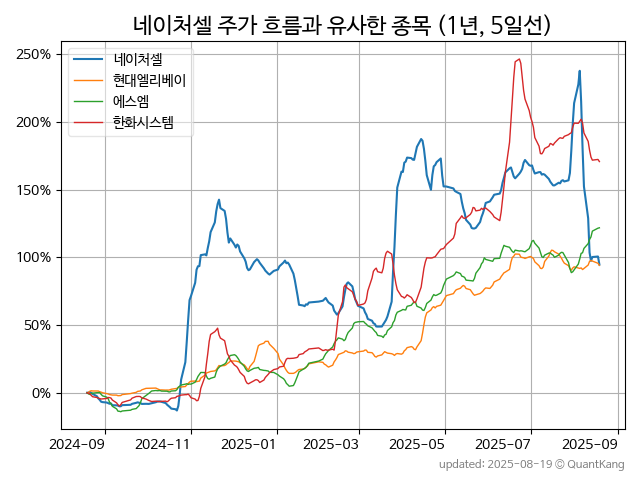 네이처셀 주가 흐름과 유사한 종목 (1년, 5일선)
네이처셀
현대엘리베이
에스엠
한화시스템
250%
200%
150%
100%
50%
0%
2024-09 2024-11 2025-01 2025-03 2025-05 2025-07 2025-09
updated: 2025-08-19 © QuantKang